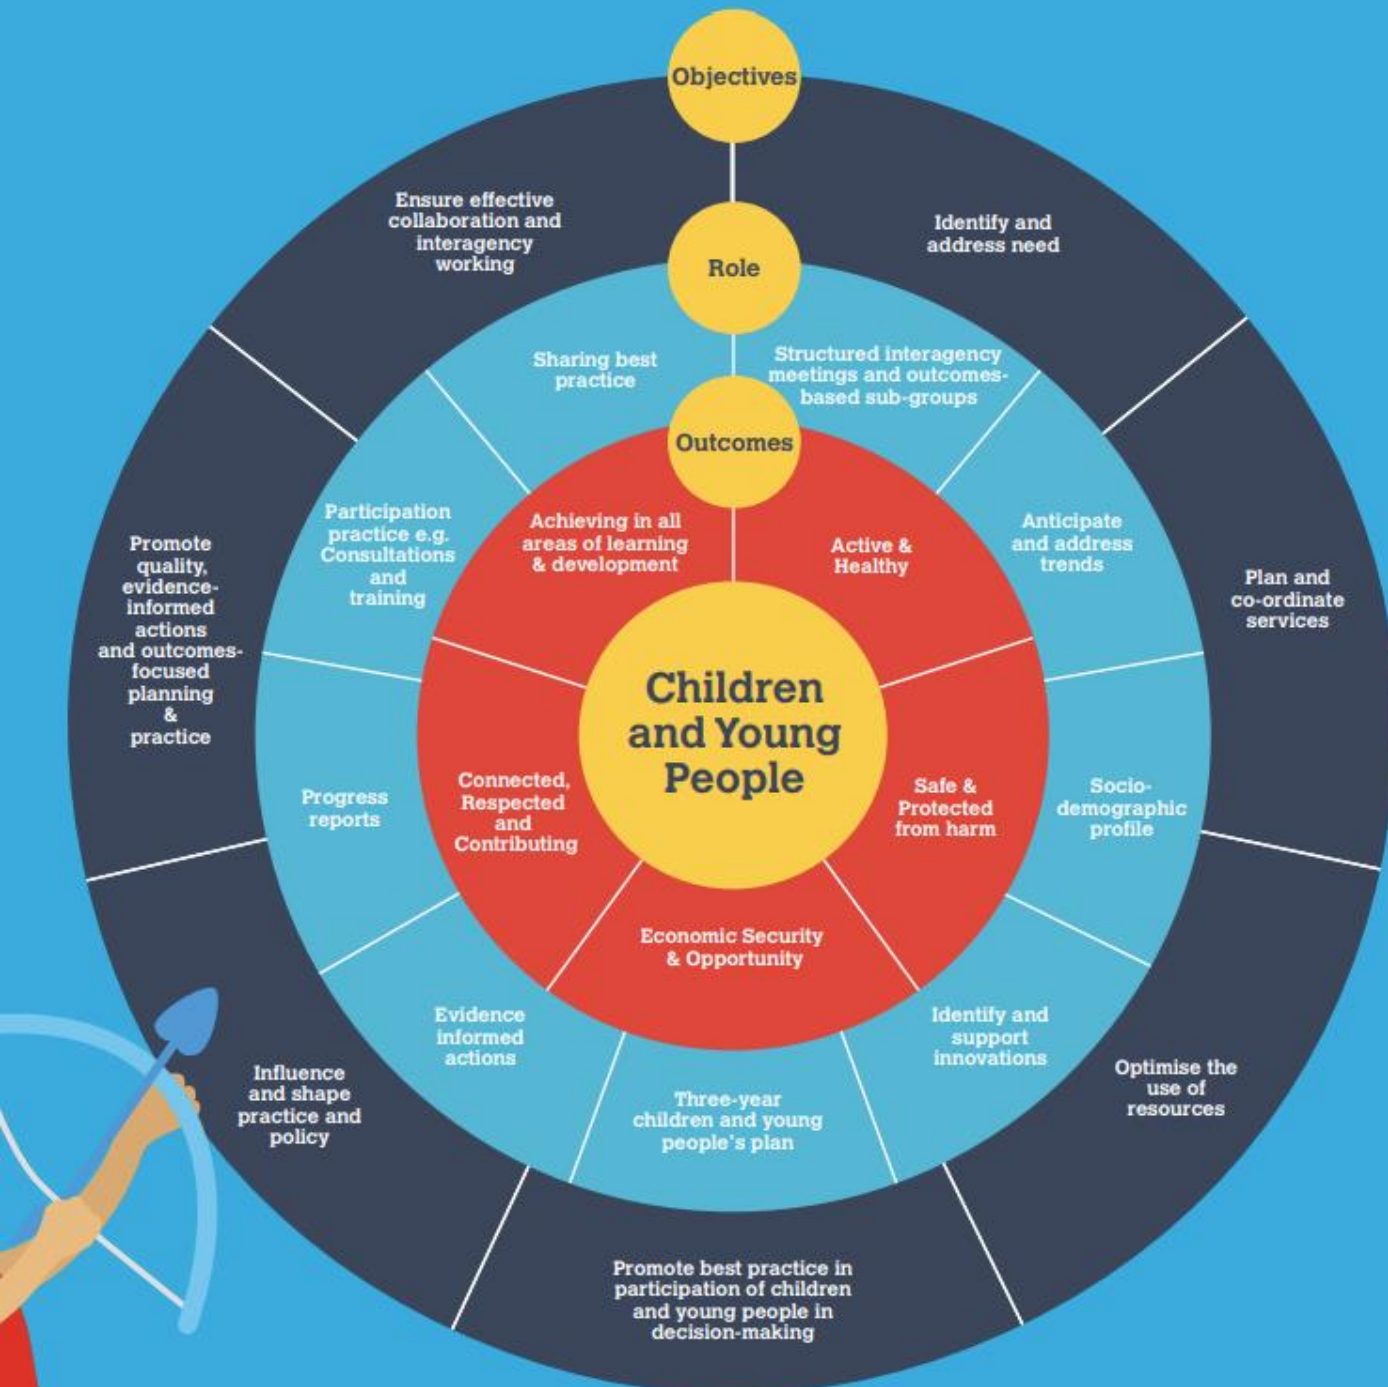 Objectives
Ensure effective
collaboration and
interagency
working
Identify and
address need
Role
Sharing best
practice
Structured interagency
meetings and outcomes-
based sub-groups
Outcomes
Participation
practice e.g.
Consultations
and
training
Achieving in all
areas of learning
& development
Active &
Healthy
Anticipate
and address
trends
Promote
quality,
evidence-
informed
actions
and outcomes-
focused
planning
&
practice
Plan and
co-ordinate
services
Children
and Young
People
Progress
reports
Connected,
Respected
and
Contributing
Safe &
Protected
from harm
Socio-
demographic
profile
Economic Security
& Opportunity
Evidence
informed
actions
Identify and
support
innovations
Influence
and shape
practice and
policy
Three-year
children and young
people's plan
Optimise the
use of
resources
Promote best practice in
participation of children
and young people in
decision-making